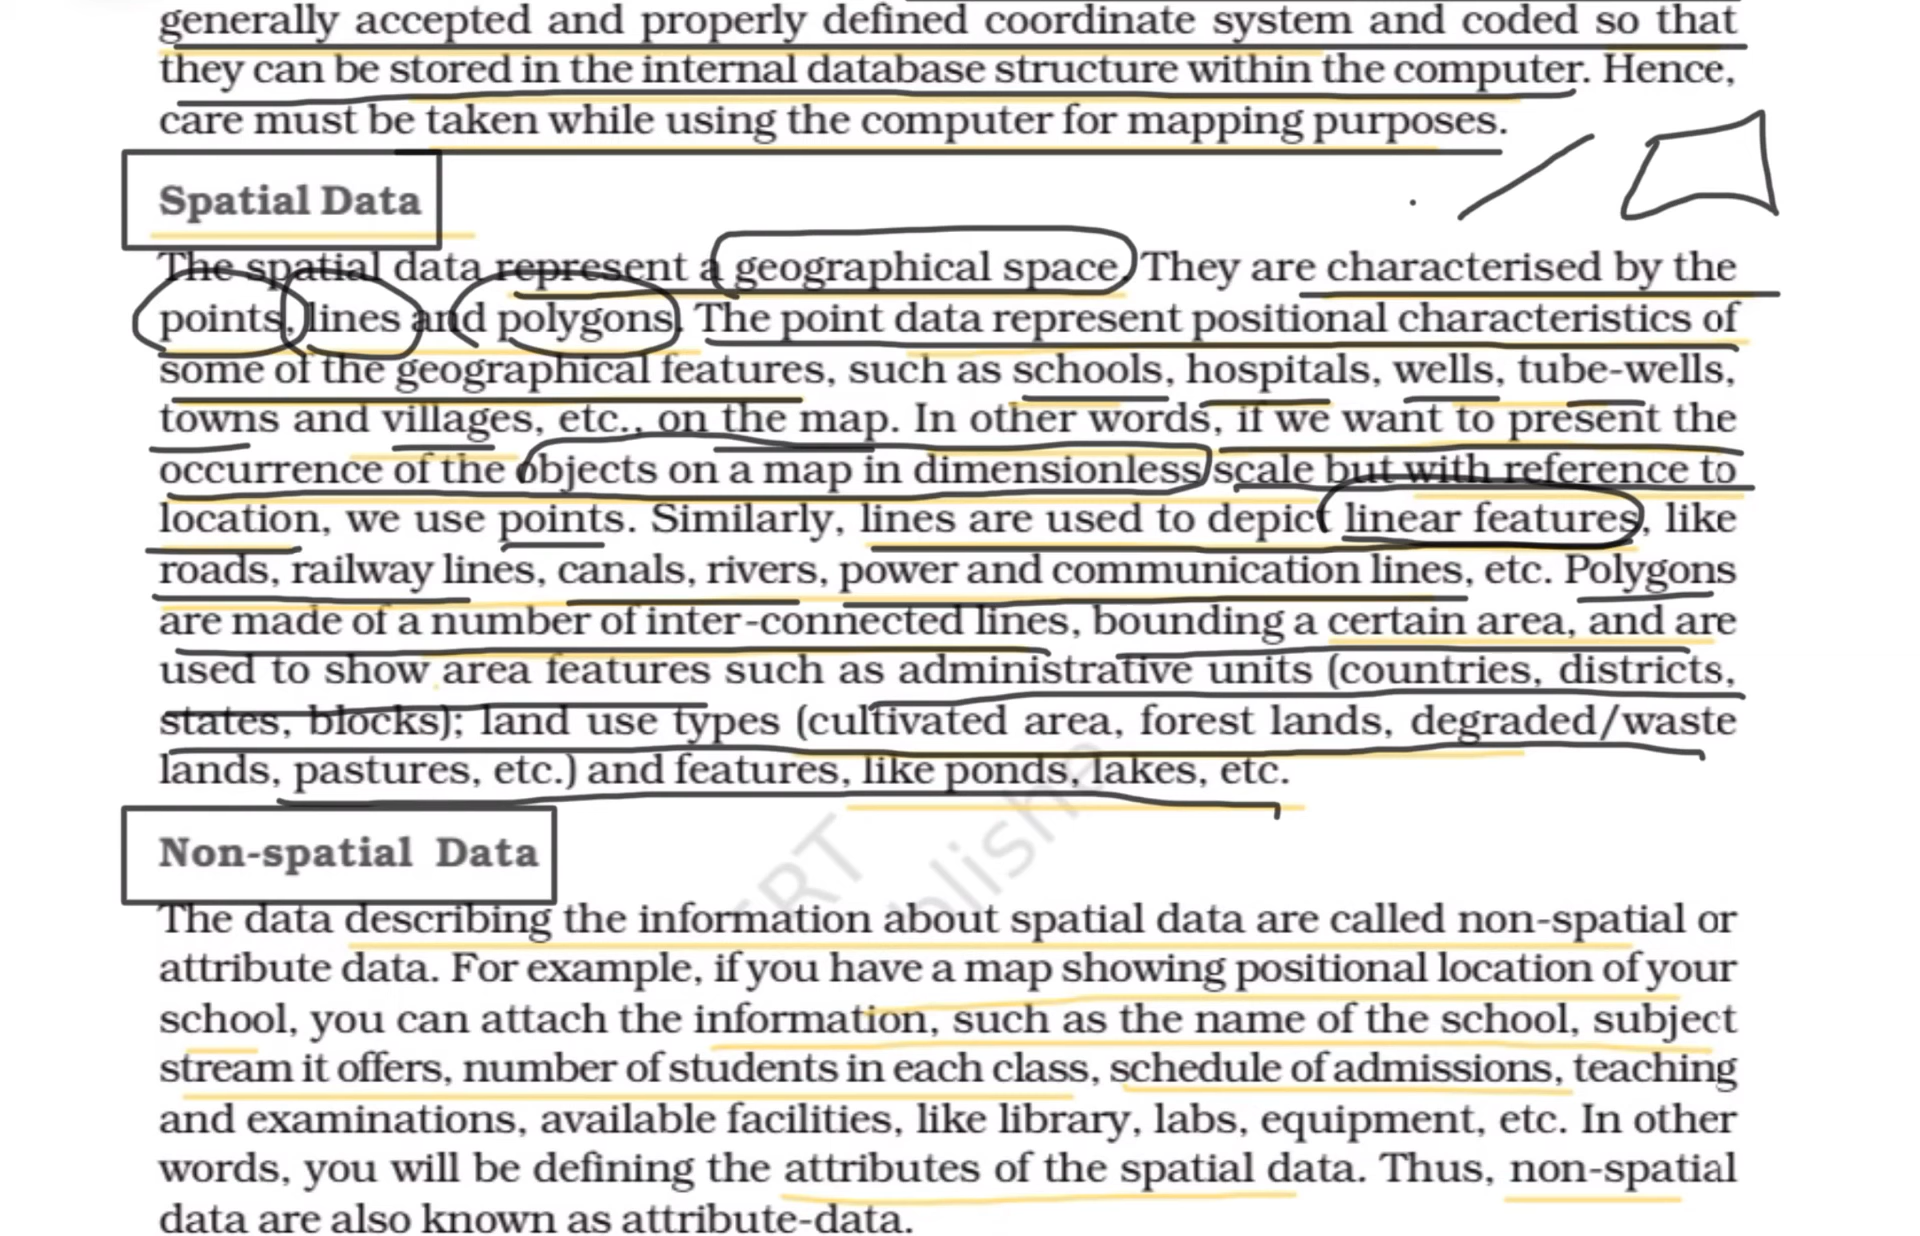 generally accepted and properly defined coordinate system and coded so that
they can be stored in the internal database structure within the computer. Hence,
care must be taken while using the computer for mapping purposes.
Spatial Data
The spatial data represent a geographical space. They are characterised by the
points, lines and polygons. The point data represent positional characteristics of
some of the geographical features, such as schools, hospitals, wells, tube-wells,
towns and villages, etc., on the map. In other words, if we want to present the
occurrence of the objects on a map in dimensionless scale but with reference to
location, we use points. Similarly, lines are used to depict linear features, like
roads, railway lines, canals, rivers, power and communication lines, etc. Polygons
are made of a number of inter-connected lines, bounding a certain area, and are
used to show area features such as administrative units (countries, districts,
states, blocks); land use types (cultivated area, forest lands, degraded/waste
lands, pastures, etc.) and features, like ponds, lakes, etc.
Non-spatial Data
The data describing the information about spatial data are called non-spatial or
attribute data. For example, if you have a map showing positional location of your
school, you can attach the information, such as the name of the school, subject
stream it offers, number of students in each class, schedule of admissions, teaching
and examinations, available facilities, like library, labs, equipment, etc. In other
words, you will be defining the attributes of the spatial data. Thus, non-spatial
data are also known as attribute-data.